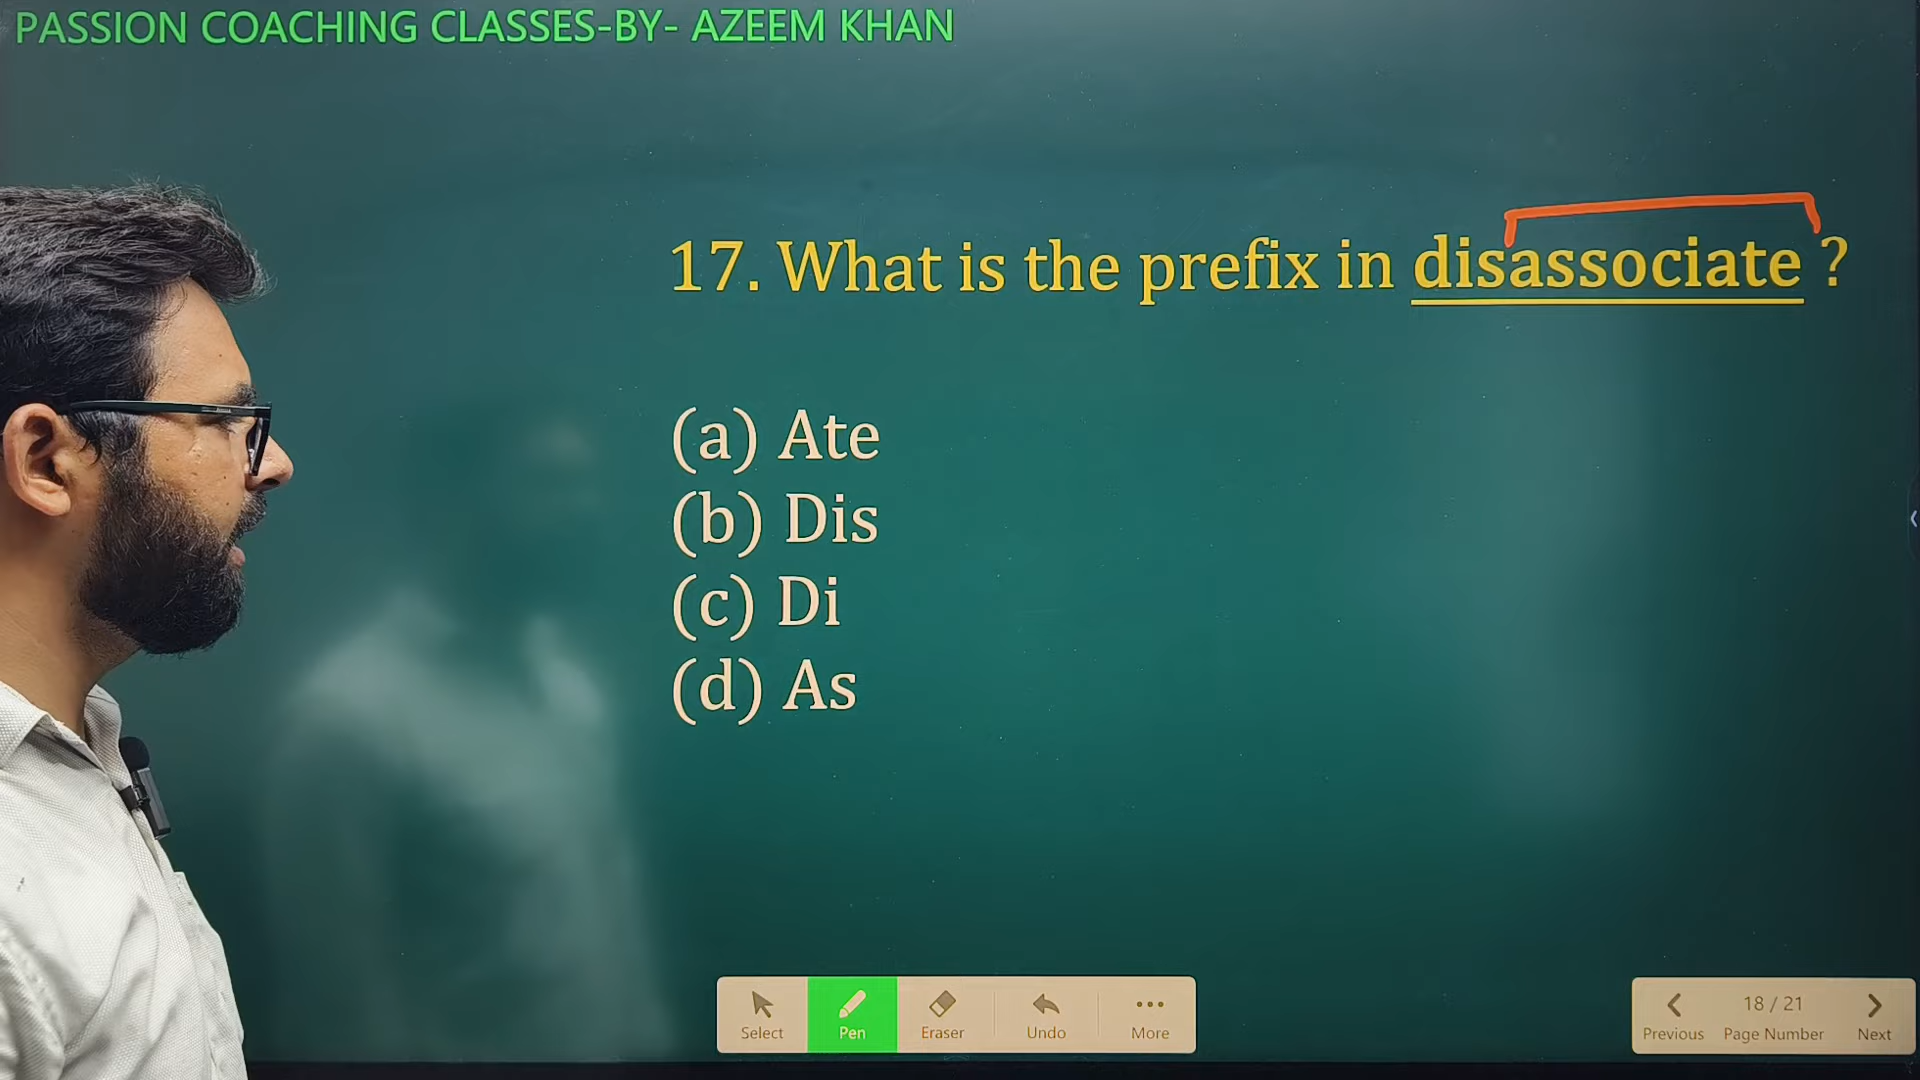 PASSION COACHING CLASSES-BY- AZEEM KHAN
17. What is the prefix in disassociate ?
(a) Ate
(b) Dis
(c) Di
(d) As
Select Pen Eraser Undo More
18 / 21
Previous Page Number Next